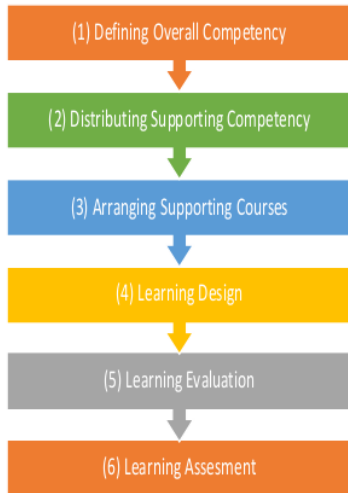 (1) Defining Overall Competency
(2) Distributing Supporting Competency
(3) Arranging Supporting Courses
(4) Learning Design
(5) Learning Evaluation
(6) Learning Assesment